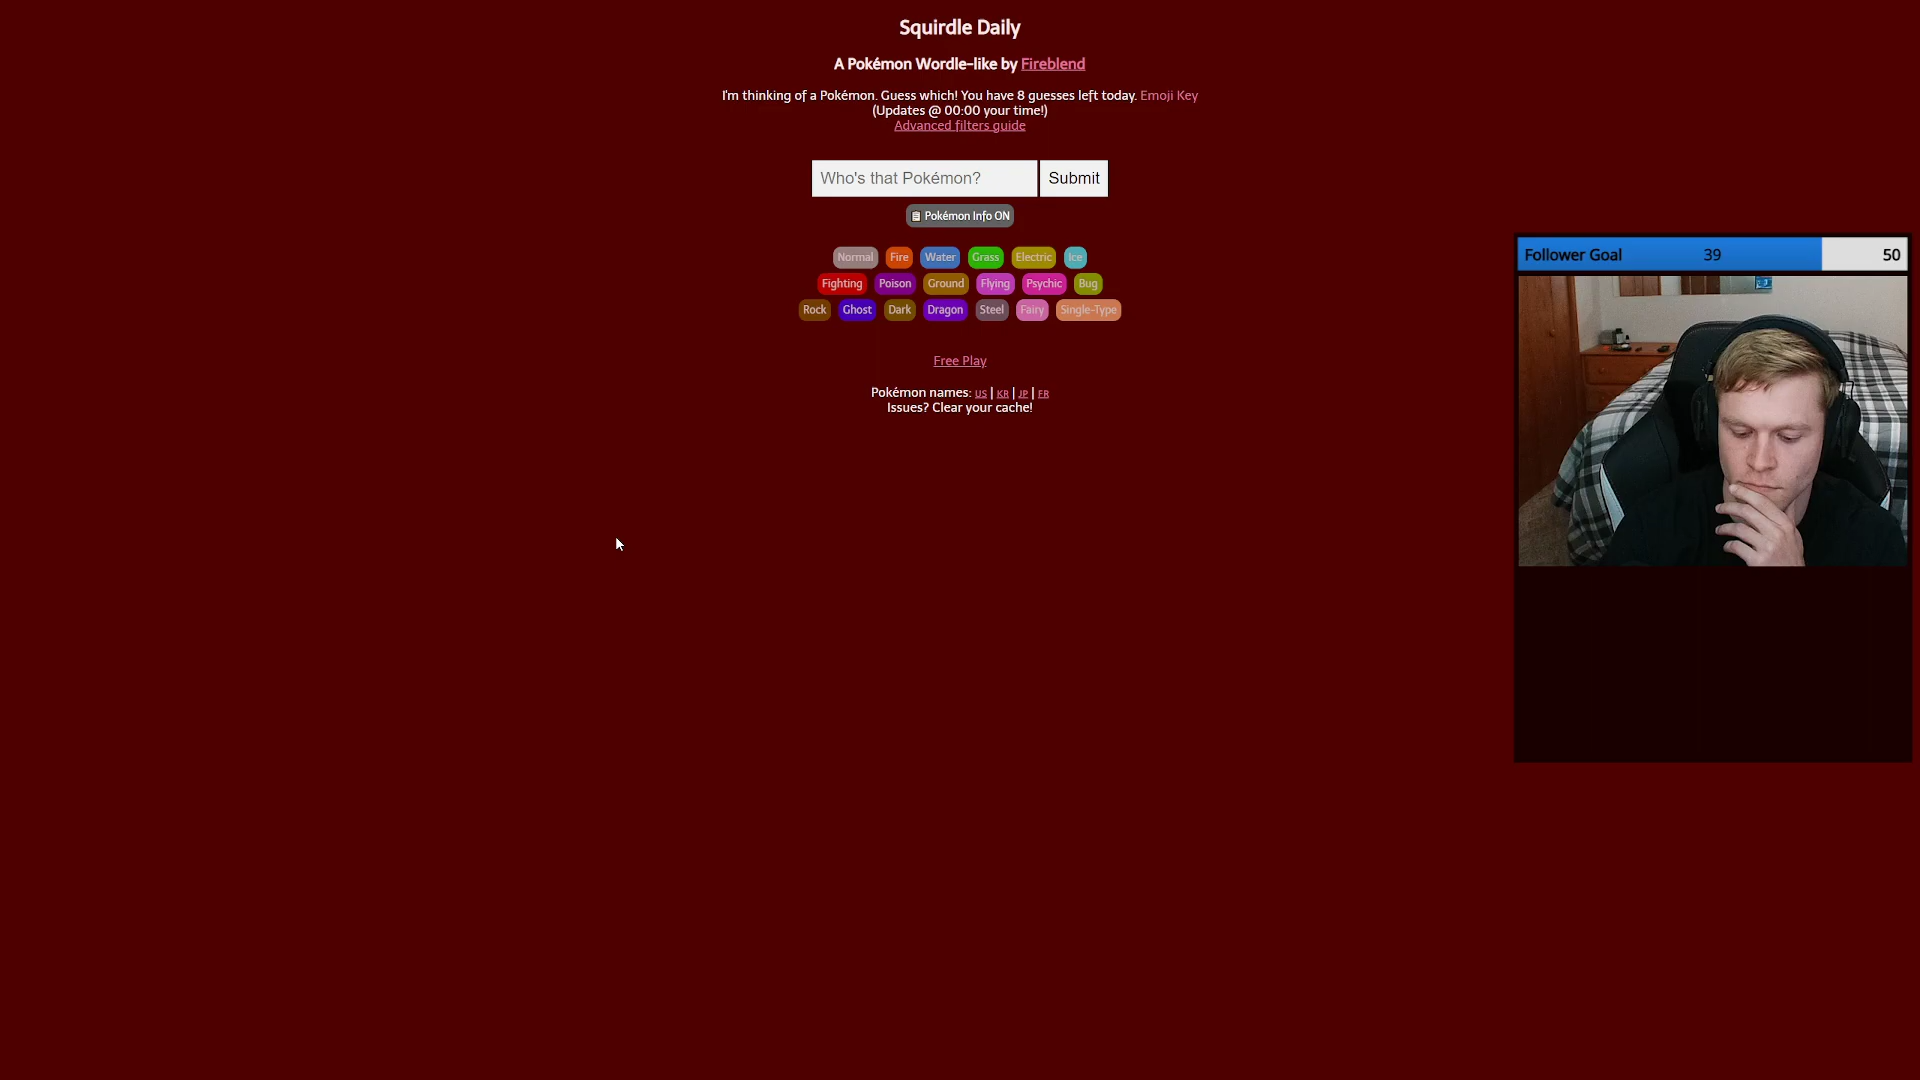 Squirdle Daily
A Pokémon Wordle-like by Fireblend
I'm thinking of a Pokémon. Guess which! You have 8 guesses left today. Emoji Key
(Updates @ 00:00 your time!)
Advanced filters guide
Who's that Pokémon? Submit
Pokémon Info ON
Normal Fire Water Grass Electric Ice
Fighting Poison Ground Flying Psychic Bug
Rock Ghost Dark Dragon Steel Fairy Single-Type
Free Play
Pokémon names: US | KR | JP | FR
Issues? Clear your cache!
Follower Goal 39 50